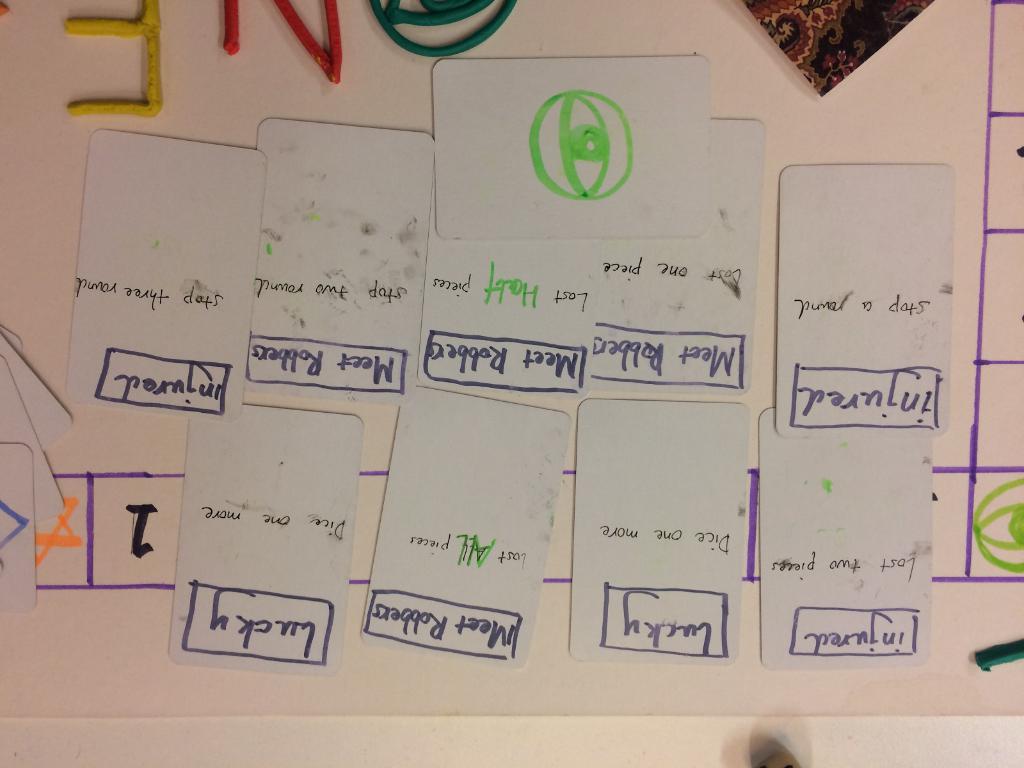 injured
Lost two pieces
Lucky
Dice one more
Meet Robbers
Lost ALL pieces
Lucky
Dice one more
1
injured
stop a round
Meet Robbers
Lost one piece
Meet Robbers
Lost Half pieces
Meet Robbers
stop two round
injured
stop three round
NE